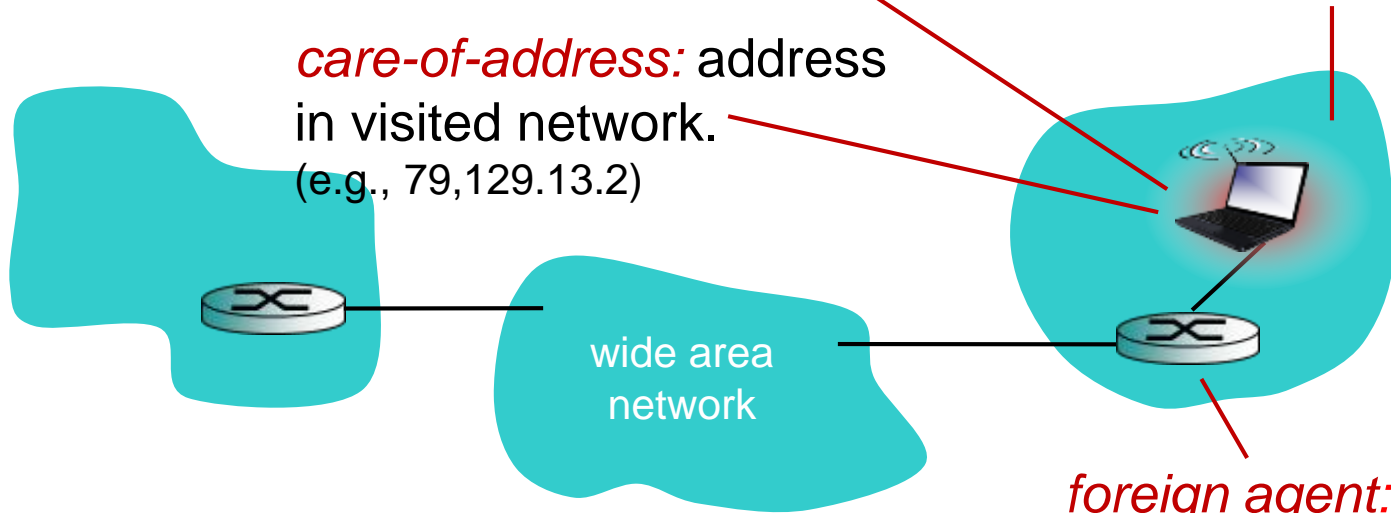 care-of-address: address
in visited network.
(e.g., 79,129.13.2)
wide area
network
foreign agent: